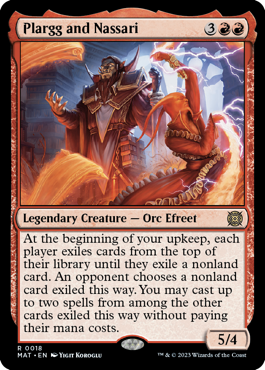 Plargg and Nassari 3
Legendary Creature — Orc Efreet
At the beginning of your upkeep, each
player exiles cards from the top of
their library until they exile a nonland
card. An opponent chooses a nonland
card exiled this way. You may cast up
to two spells from among the other
cards exiled this way without paying
their mana costs.
5/4
R 0018
MAT • EN YIGIT KOROGLU ™ & © 2023 Wizards of the Coast